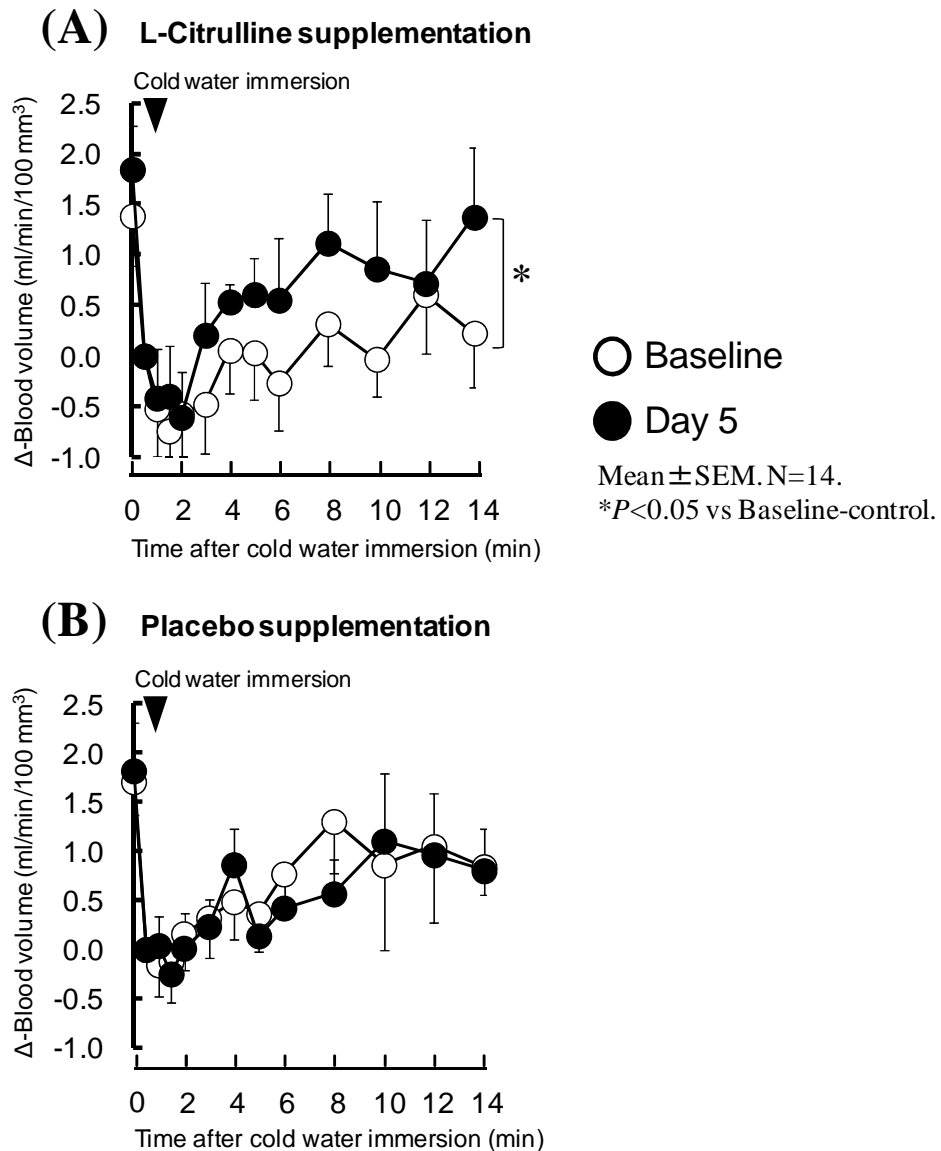 (A) L-Citrulline supplementation
Cold water immersion
Δ-Blood volume (ml/min/100 mm³)
2.5
2.0
1.5
1.0
0.5
0.0
-0.5
-1.0
*
0 2 4 6 8 10 12 14
Time after cold water immersion (min)
Baseline
Day 5
Mean ±SEM. N=14.
*P<0.05 vs Baseline-control.
(B) Placebo supplementation
Cold water immersion
Δ-Blood volume (ml/min/100 mm³)
2.5
2.0
1.5
1.0
0.5
0.0
-0.5
-1.0
0 2 4 6 8 10 12 14
Time after cold water immersion (min)